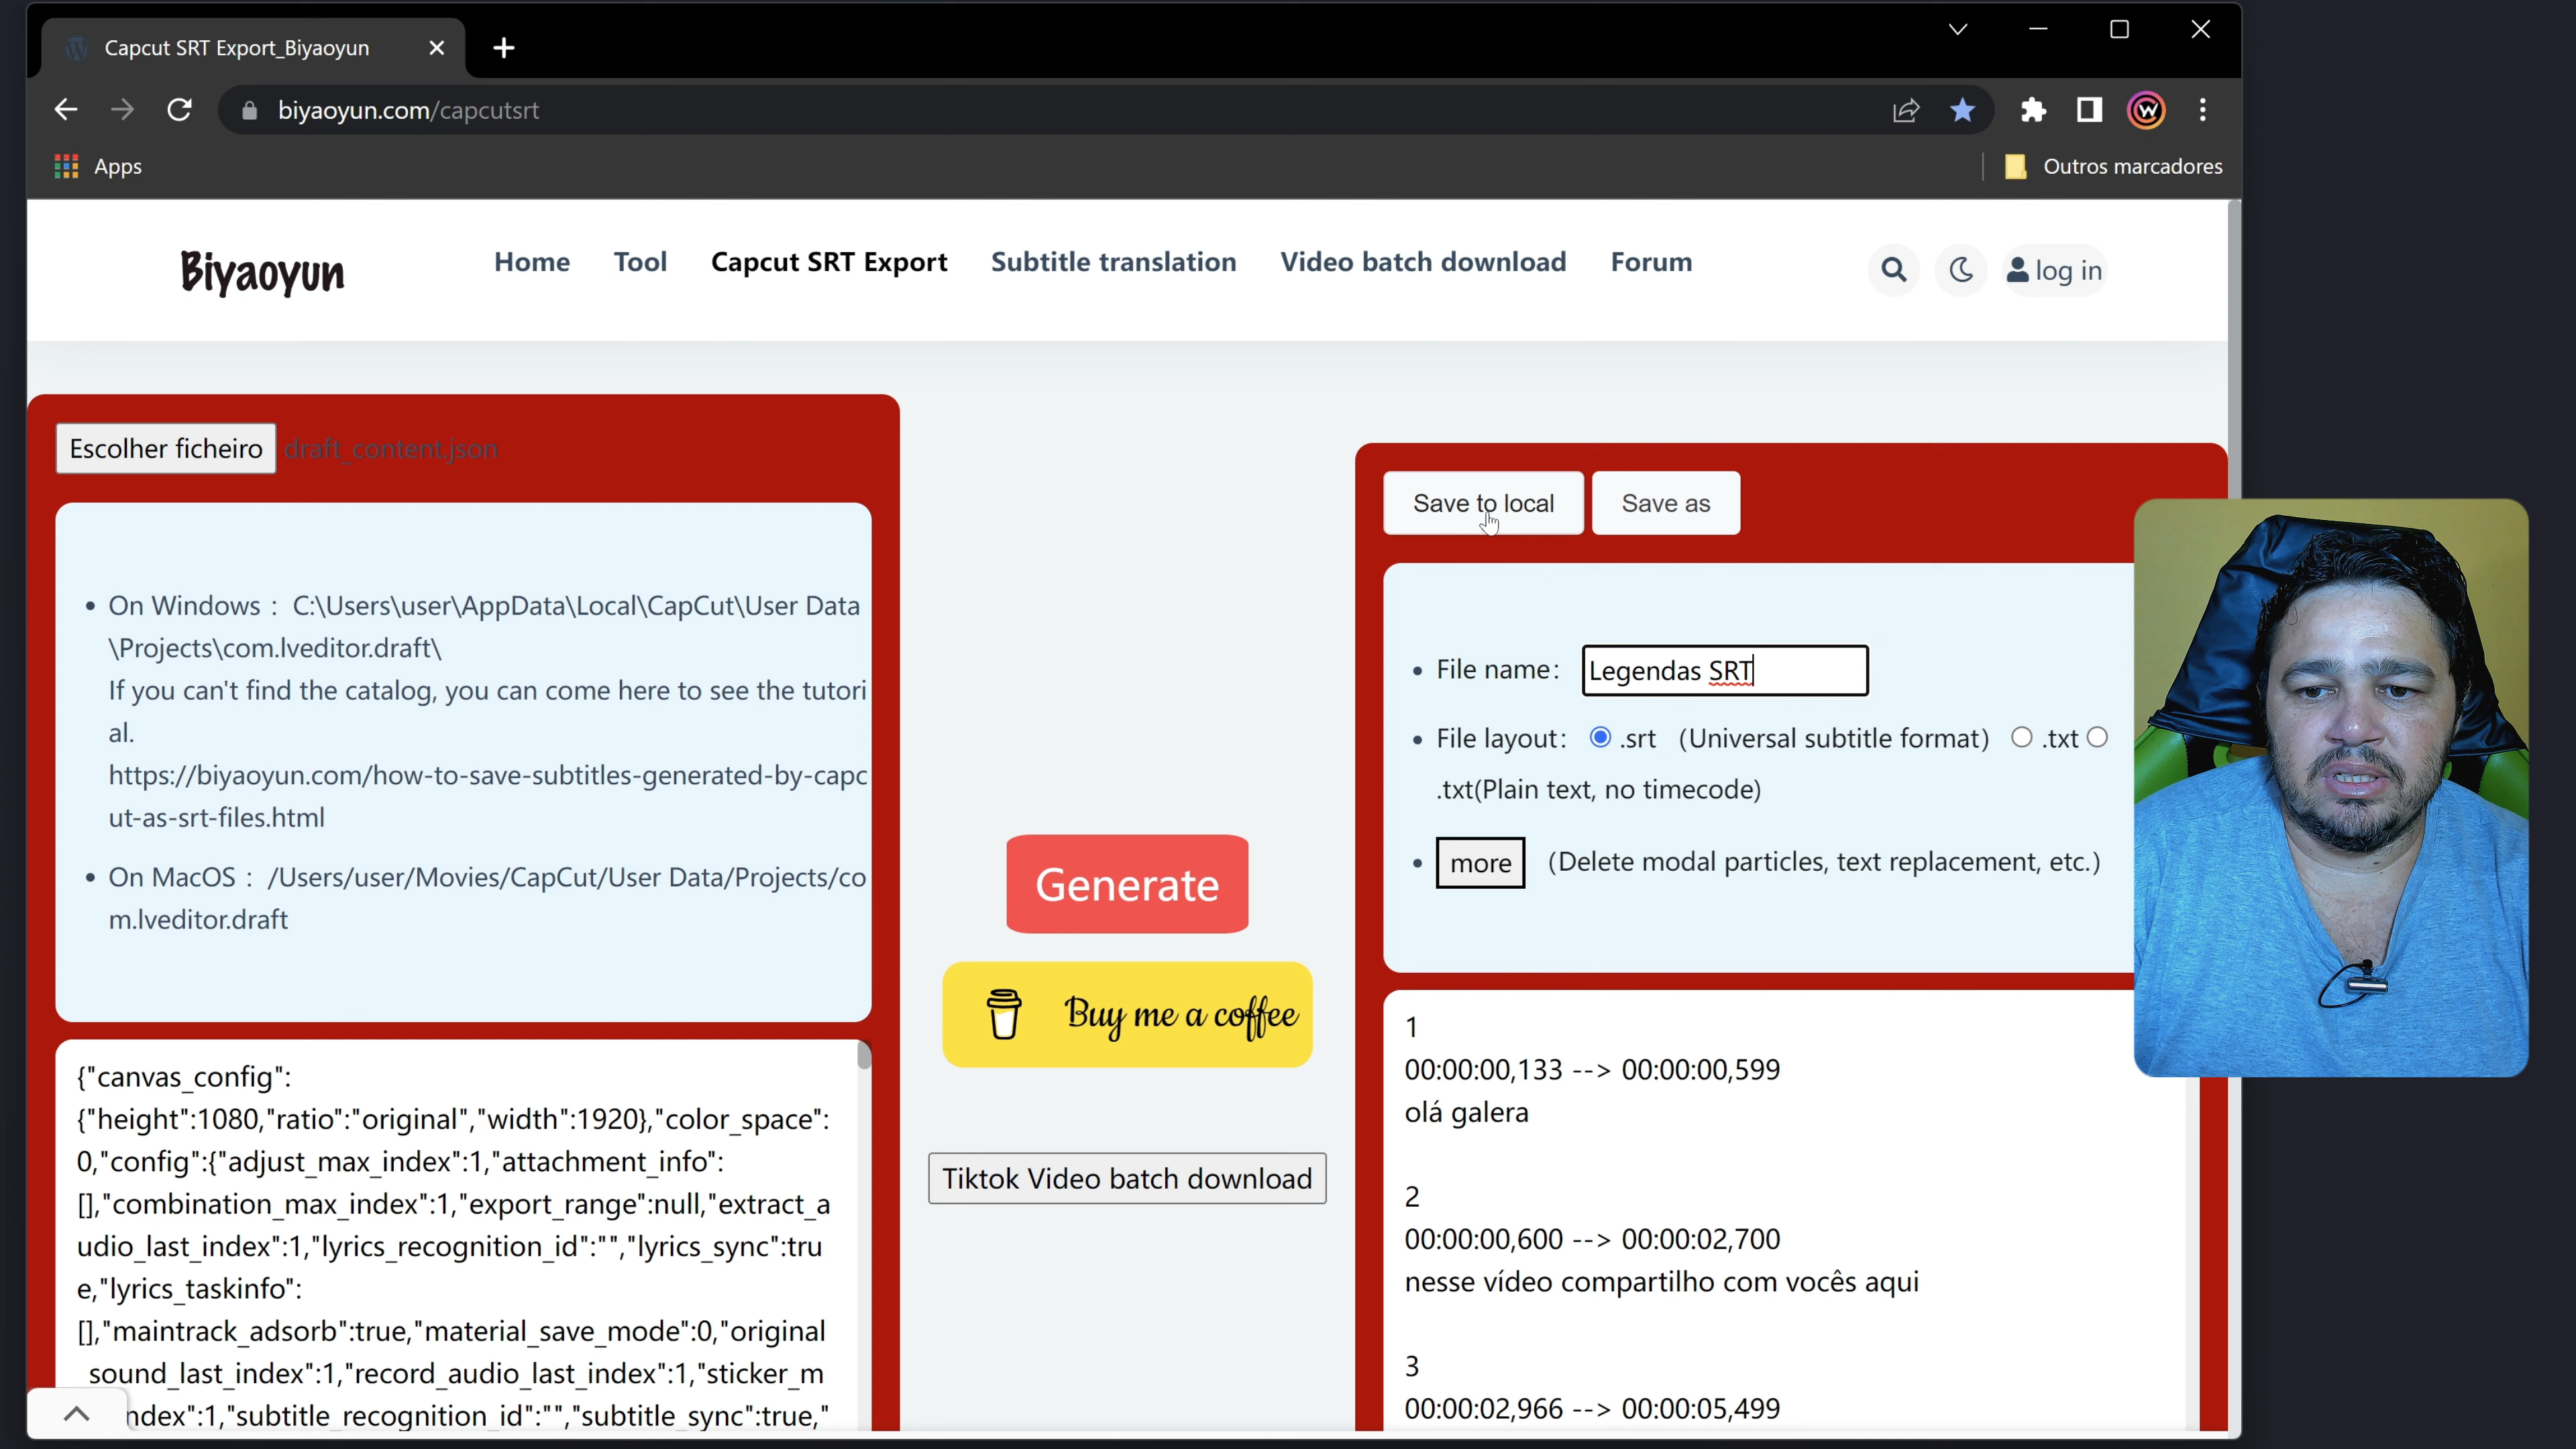 Capcut SRT Export_Biyaoyun
biyaoyun.com/capcutsrt
Apps
Outros marcadores
Biyaoyun
Home
Tool
Capcut SRT Export
Subtitle translation
Video batch download
Forum
log in
Escolher ficheiro draft_content.json
On Windows : C:\Users\user\AppData\Local\CapCut\User Data
\Projects\com.lveditor.draft\
If you can't find the catalog, you can come here to see the tutori
al.
https://biyaoyun.com/how-to-save-subtitles-generated-by-capc
ut-as-srt-files.html
On MacOS : /Users/user/Movies/CapCut/User Data/Projects/co
m.lveditor.draft
{"canvas_config":
{"height":1080,"ratio":"original","width":1920},"color_space":
0,"config":{"adjust_max_index":1,"attachment_info":
[],"combination_max_index":1,"export_range":null,"extract_a
udio_last_index":1,"lyrics_recognition_id":"","lyrics_sync":tru
e,"lyrics_taskinfo":
[],"maintrack_adsorb":true,"material_save_mode":0,"original
_sound_last_index":1,"record_audio_last_index":1,"sticker_m
ndex":1,"subtitle_recognition_id":"","subtitle_sync":true,"
Generate
Buy me a coffee
Tiktok Video batch download
Save to local
Save as
File name: Legendas SRT
File layout: .srt (Universal subtitle format) .txt
.txt(Plain text, no timecode)
more (Delete modal particles, text replacement, etc.)
1
00:00:00,133 --> 00:00:00,599
olá galera
2
00:00:00,600 --> 00:00:02,700
nesse vídeo compartilho com vocês aqui
3
00:00:02,966 --> 00:00:05,499